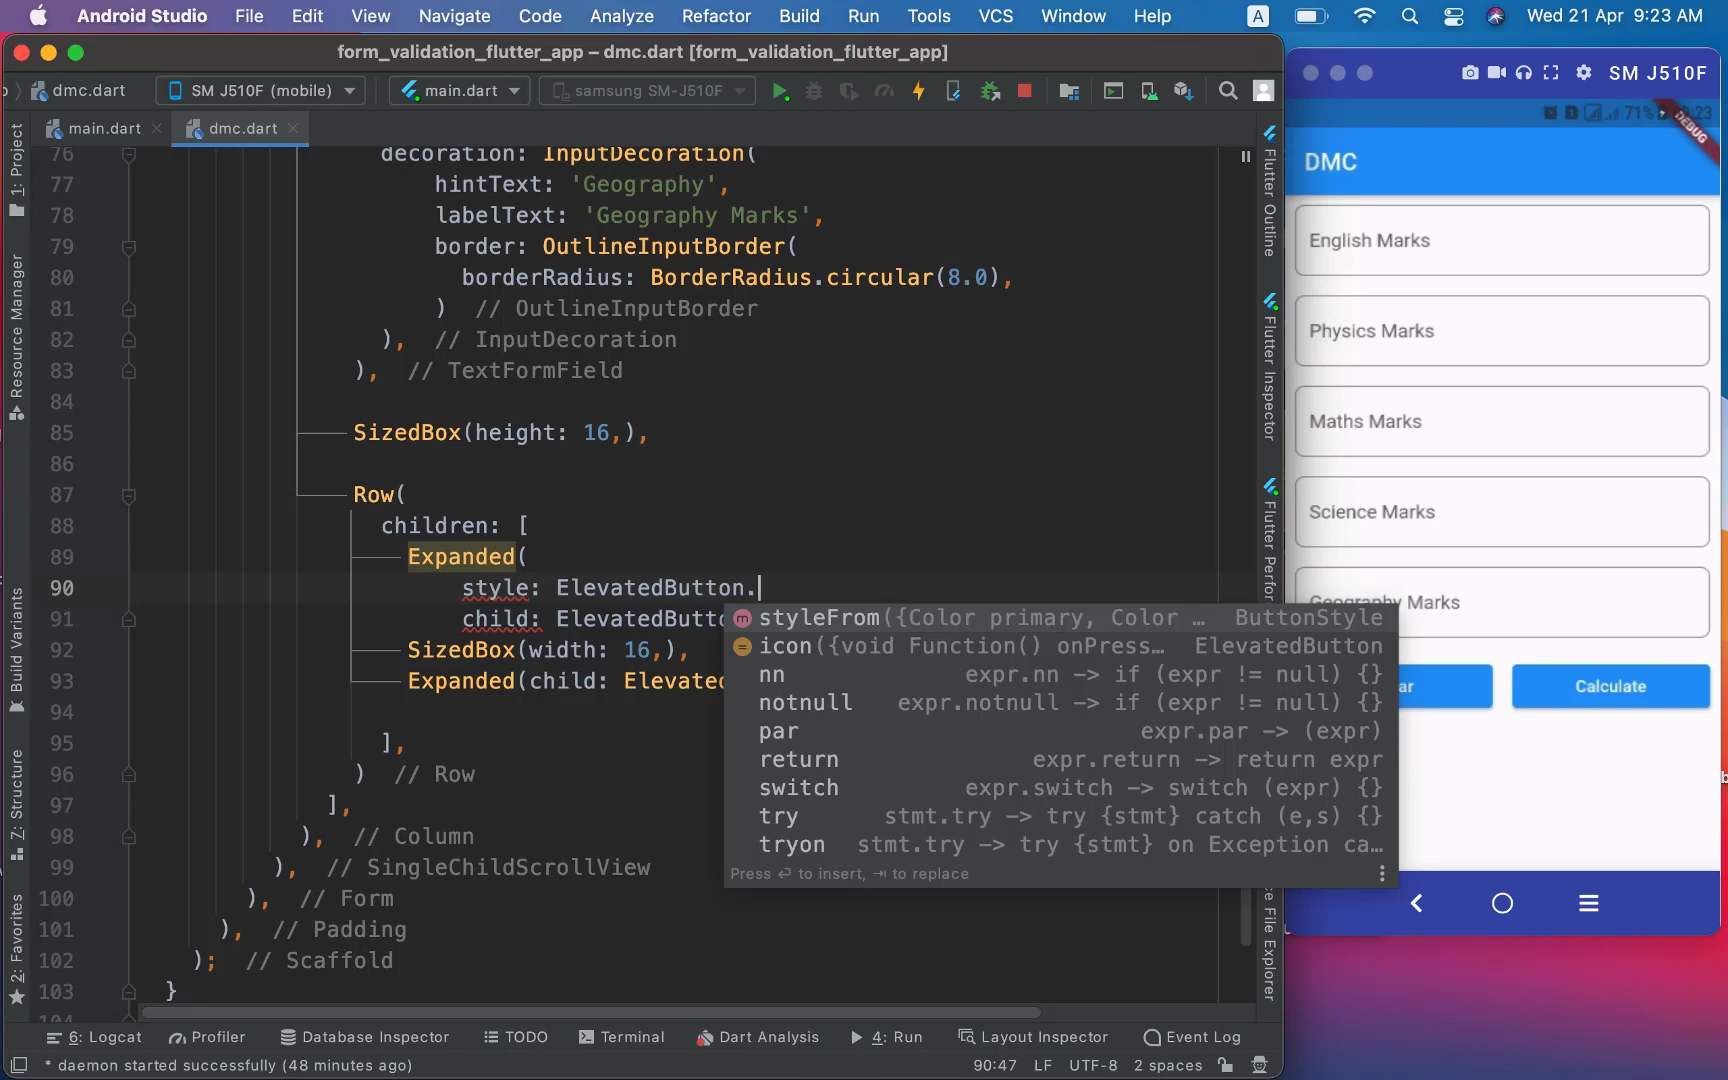 Android Studio File Edit View Navigate Code Analyze Refactor Build Run Tools VCS Window Help A Wed 21 Apr 9:23 AM
form_validation_flutter_app – dmc.dart [form_validation_flutter_app]
dmc.dart SM J510F (mobile) main.dart samsung SM-J510F
main.dart dmc.dart
76 decoration: InputDecoration(
77 hintText: 'Geography',
78 labelText: 'Geography Marks',
79 border: OutlineInputBorder(
80 borderRadius: BorderRadius.circular(8.0),
81 ) // OutlineInputBorder
82 ), // InputDecoration
83 ), // TextFormField
84
85 SizedBox(height: 16,),
86
87 Row(
88 children: [
89 Expanded(
90 style: ElevatedButton.
91 child: ElevatedButto
92 SizedBox(width: 16,),
93 Expanded(child: Elevated
94
95 ],
96 ) // Row
97 ],
98 ), // Column
99 ), // SingleChildScrollView
100 ), // Form
101 ), // Padding
102 ); // Scaffold
103 }
styleFrom({Color primary, Color … ButtonStyle
icon({void Function() onPress… ElevatedButton
nn expr.nn -> if (expr != null) {}
notnull expr.notnull -> if (expr != null) {}
par expr.par -> (expr)
return expr.return -> return expr
switch expr.switch -> switch (expr) {}
try stmt.try -> try {stmt} catch (e,s) {}
tryon stmt.try -> try {stmt} on Exception ca…
Press ⏎ to insert, ⇥ to replace
1: Project
Resource Manager
Build Variants
7: Structure
2: Favorites
Flutter Outline
Flutter Inspector
Flutter Perfor
e File Explorer
6: Logcat Profiler Database Inspector TODO Terminal Dart Analysis 4: Run Layout Inspector Event Log
* daemon started successfully (48 minutes ago) 90:47 LF UTF-8 2 spaces
SM J510F
71% 23
DEBUG
DMC
English Marks
Physics Marks
Maths Marks
Science Marks
Geography Marks
ar Calculate